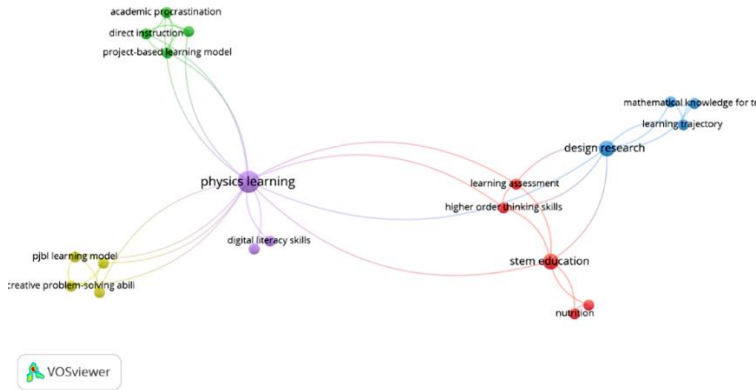 academic procrastination
direct instruction
project-based learning model
mathematical knowledge for te
learning trajectory
design research
physics learning
learning assessment
higher order thinking skills
digital literacy skills
pjbl learning model
stem education
creative problem-solving abili
nutrition
VOSviewer